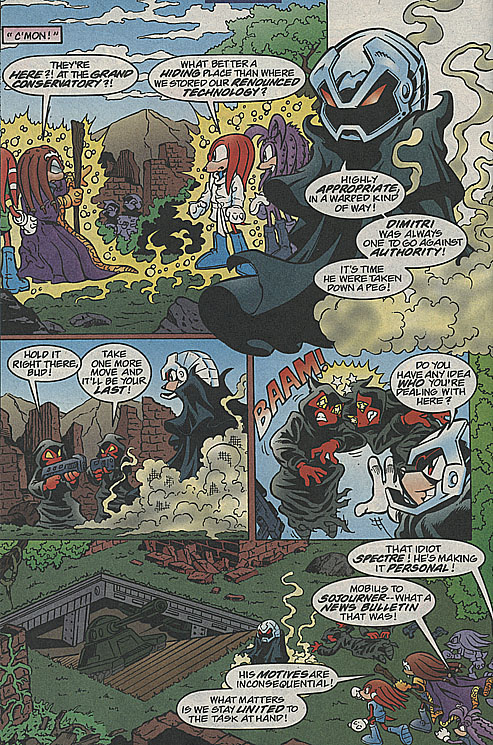 "C'MON!"
THEY'RE
HERE?! AT THE GRAND
CONSERVATORY?!
WHAT BETTER A
HIDING PLACE THAN WHERE
WE STORED OUR RENOUNCED
TECHNOLOGY?
HIGHLY
APPROPRIATE,
IN A WARPED KIND
OF WAY!
DIMITRI
WAS ALWAYS
ONE TO GO AGAINST
AUTHORITY!
IT'S TIME
HE WERE TAKEN
DOWN A PEG!
HOLD IT
RIGHT THERE,
BUD!
TAKE
ONE MORE
MOVE AND
IT'LL BE YOUR
LAST!
BAAM!
DO YOU
HAVE ANY IDEA
WHO YOU'RE
DEALING WITH
HERE?
THAT IDIOT
SPECTRE! HE'S MAKING
IT PERSONAL!
MOBIUS TO
SOJOURNER--WHAT A
NEWS BULLETIN
THAT WAS!
HIS MOTIVES ARE
INCONSEQUENTIAL!
WHAT MATTERS
IS WE STAY UNITED TO
THE TASK AT HAND!